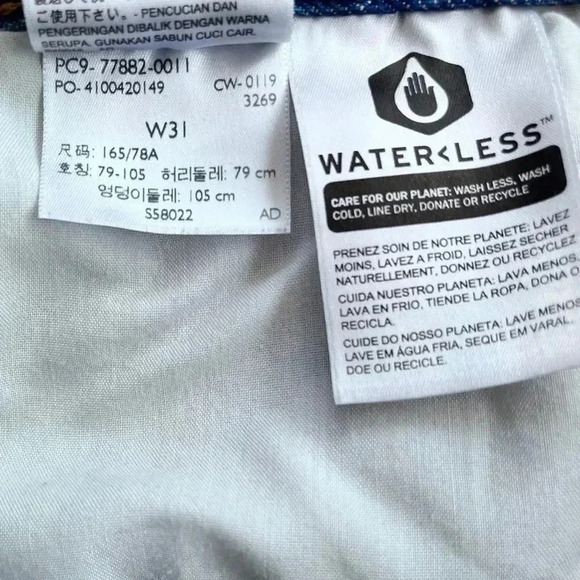 ご使用下さい。 - PENCUCIAN DAN
PENGERINGAN DIBALIK DENGAN WARNA
SERUPA. GUNAKAN SABUN CUCI CAIR.
PC9- 77882-0011
PO- 4100420149 CW- 0119
3269
W31
尺码: 165/78A
호칭: 79-105 허리둘레: 79 cm
엉덩이둘레: 105 cm
S58022 AD
WATER<LESS™
CARE FOR OUR PLANET: WASH LESS, WASH
COLD, LINE DRY, DONATE OR RECYCLE
PRENEZ SOIN DE NOTRE PLANETE: LAVEZ
MOINS, LAVEZ A FROID, LAISSEZ SECHER
NATURELLEMENT, DONNEZ OU RECYCLEZ
CUIDA NUESTRO PLANETA: LAVA MENOS,
LAVA EN FRIO, TIENDE LA ROPA, DONA O
RECICLA.
CUIDE DO NOSSO PLANETA: LAVE MENOS,
LAVE EM ÁGUA FRIA, SEQUE EM VARAL,
DOE OU RECICLE.